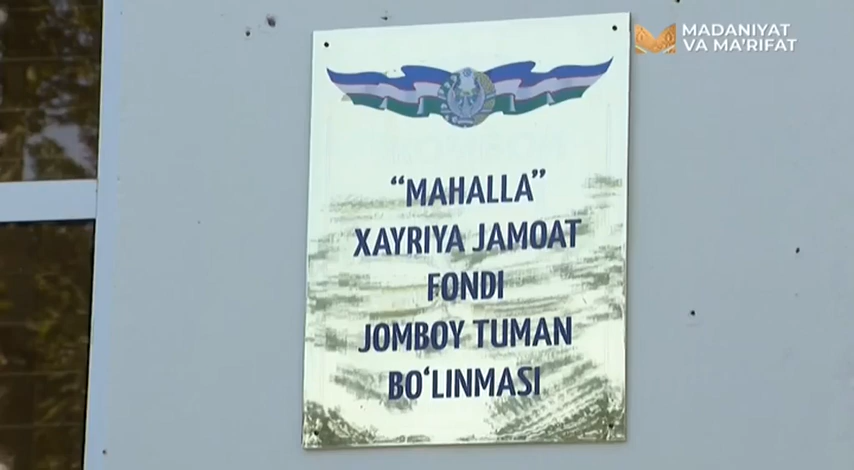 MADANIYAT
VA MA'RIFAT
“MAHALLA”
XAYRIYA JAMOAT
FONDI
JOMBOY TUMAN
BO‘LINMASI